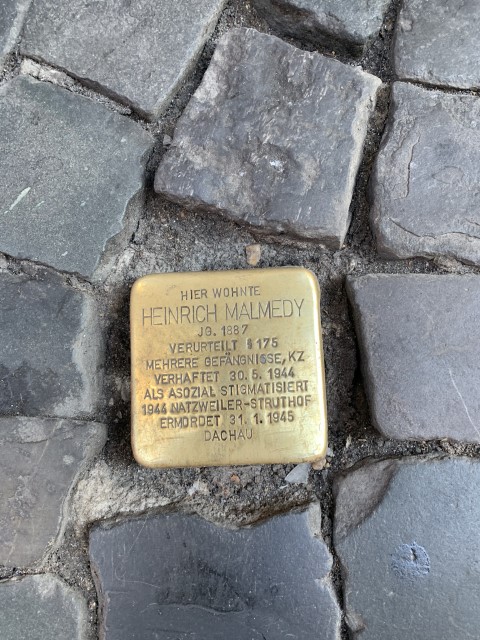 HIER WOHNTE
HEINRICH MALMEDY
JG. 1887
VERURTEILT § 175
MEHRERE GEFÄNGNISSE, KZ
VERHAFTET 30. 5. 1944
ALS ASOZIAL STIGMATISIERT
1944 NATZWEILER-STRUTHOF
ERMORDET 31. 1. 1945
DACHAU